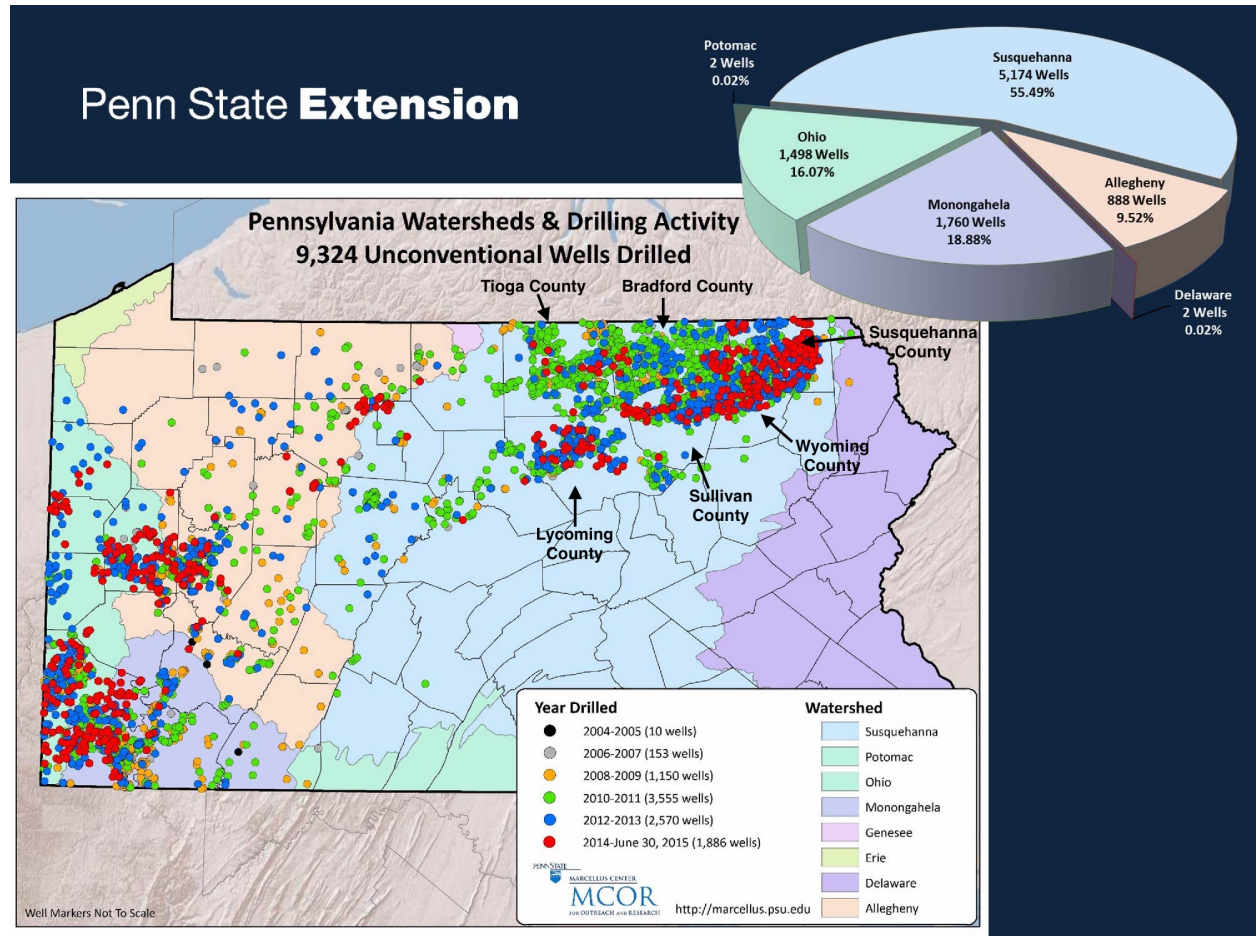 Penn State Extension
Potomac
2 Wells
0.02%
Susquehanna
5,174 Wells
55.49%
Ohio
1,498 Wells
16.07%
Monongahela
1,760 Wells
18.88%
Allegheny
888 Wells
9.52%
Delaware
2 Wells
0.02%
Pennsylvania Watersheds & Drilling Activity
9,324 Unconventional Wells Drilled
Tioga County
Bradford County
Susquehanna
County
Wyoming
County
Sullivan
County
Lycoming
County
Year Drilled
2004-2005 (10 wells)
2006-2007 (153 wells)
2008-2009 (1,150 wells)
2010-2011 (3,555 wells)
2012-2013 (2,570 wells)
2014-June 30, 2015 (1,886 wells)
Watershed
Susquehanna
Potomac
Ohio
Monongahela
Genesee
Erie
Delaware
Allegheny
PENNSTATE
MARCELLUS CENTER
MCOR
FOR OUTREACH AND RESEARCH
http://marcellus.psu.edu
Well Markers Not To Scale